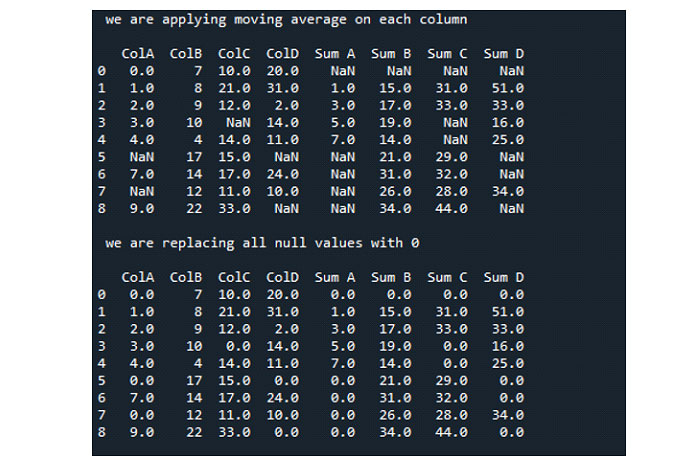 we are applying moving average on each column
ColA ColB ColC ColD Sum A Sum B Sum C Sum D
0 0.0 7 10.0 20.0 NaN NaN NaN NaN
1 1.0 8 21.0 31.0 1.0 15.0 31.0 51.0
2 2.0 9 12.0 2.0 3.0 17.0 33.0 33.0
3 3.0 10 NaN 14.0 5.0 19.0 NaN 16.0
4 4.0 4 14.0 11.0 7.0 14.0 NaN 25.0
5 NaN 17 15.0 NaN NaN 21.0 29.0 NaN
6 7.0 14 17.0 24.0 NaN 31.0 32.0 NaN
7 NaN 12 11.0 10.0 NaN 26.0 28.0 34.0
8 9.0 22 33.0 NaN NaN 34.0 44.0 NaN
we are replacing all null values with 0
ColA ColB ColC ColD Sum A Sum B Sum C Sum D
0 0.0 7 10.0 20.0 0.0 0.0 0.0 0.0
1 1.0 8 21.0 31.0 1.0 15.0 31.0 51.0
2 2.0 9 12.0 2.0 3.0 17.0 33.0 33.0
3 3.0 10 0.0 14.0 5.0 19.0 0.0 16.0
4 4.0 4 14.0 11.0 7.0 14.0 0.0 25.0
5 0.0 17 15.0 0.0 0.0 21.0 29.0 0.0
6 7.0 14 17.0 24.0 0.0 31.0 32.0 0.0
7 0.0 12 11.0 10.0 0.0 26.0 28.0 34.0
8 9.0 22 33.0 0.0 0.0 34.0 44.0 0.0